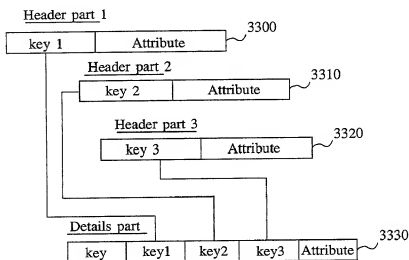 Header part 1
key 1 Attribute 3300
Header part 2
key 2 Attribute 3310
Header part 3
key 3 Attribute 3320
Details part
key key1 key2 key3 Attribute 3330